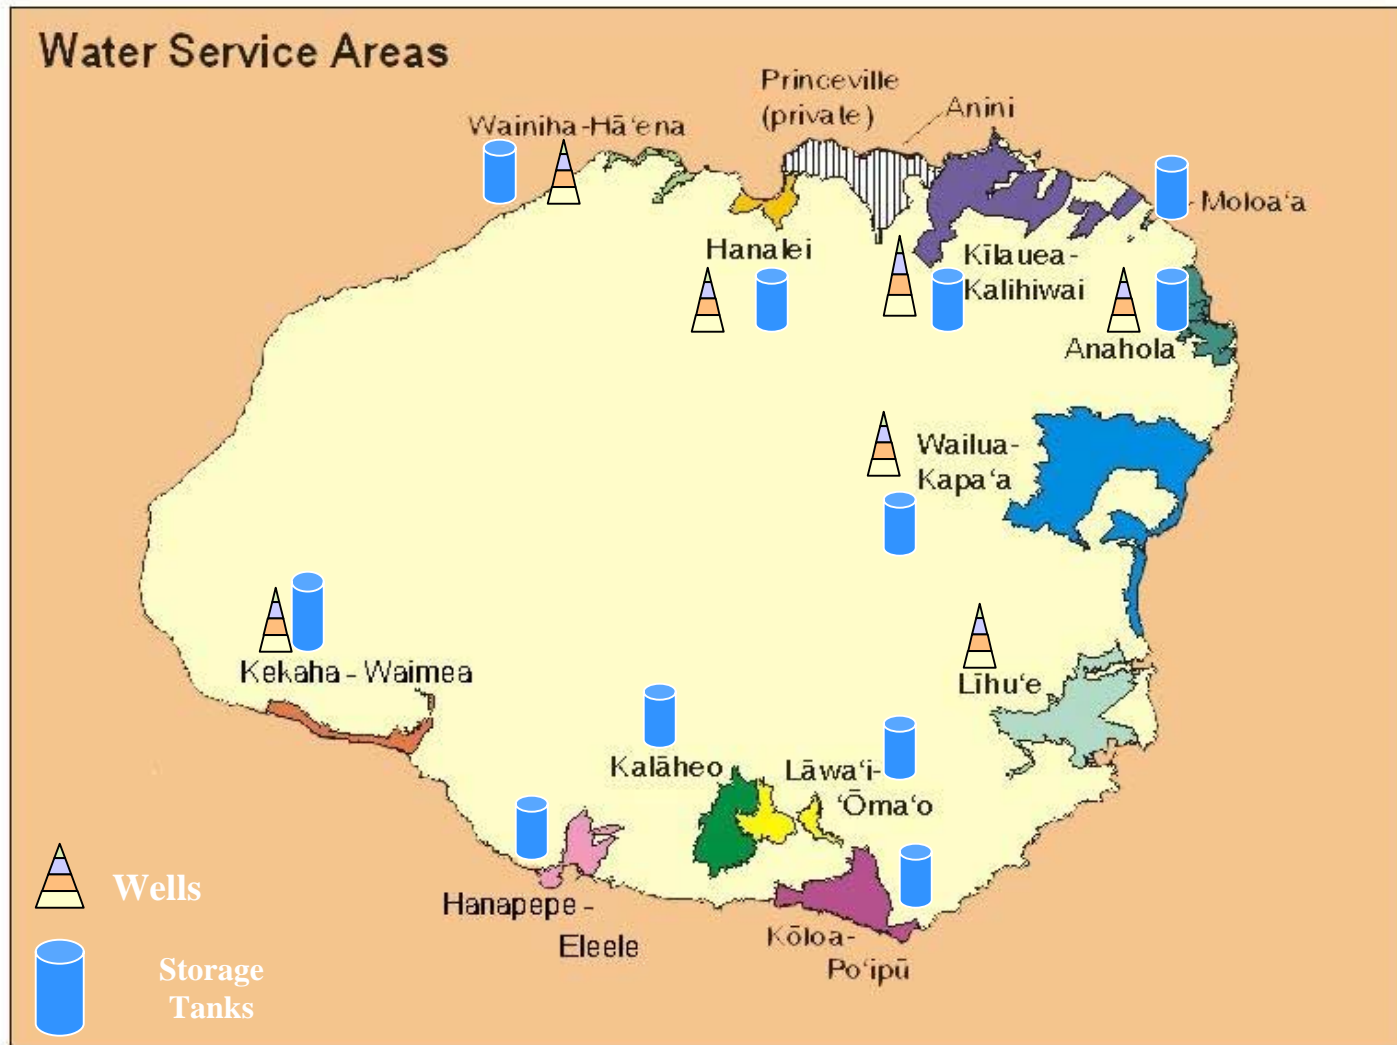 Water Service Areas
Princeville
(private)
Anini
Wainiha-Hā‘ena
Moloa‘a
Hanalei
Kīlauea-
Kalihiwai
Anahola
Wailua-
Kapa‘a
Līhu‘e
Kekaha - Waimea
Kalāheo
Lāwa‘i-
‘Ōma‘o
Hanapepe -
Eleele
Kōloa-
Po‘ipū
Wells
Storage
Tanks